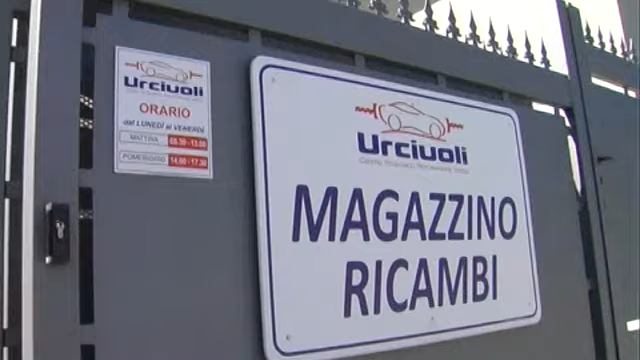 Urciuoli
ORARIO
dal LUNEDÌ al VENERDÌ
MATTINA 08.30 - 13.00
POMERIGGIO 14.00 - 17.30
Urciuoli
MAGAZZINO
RICAMBI